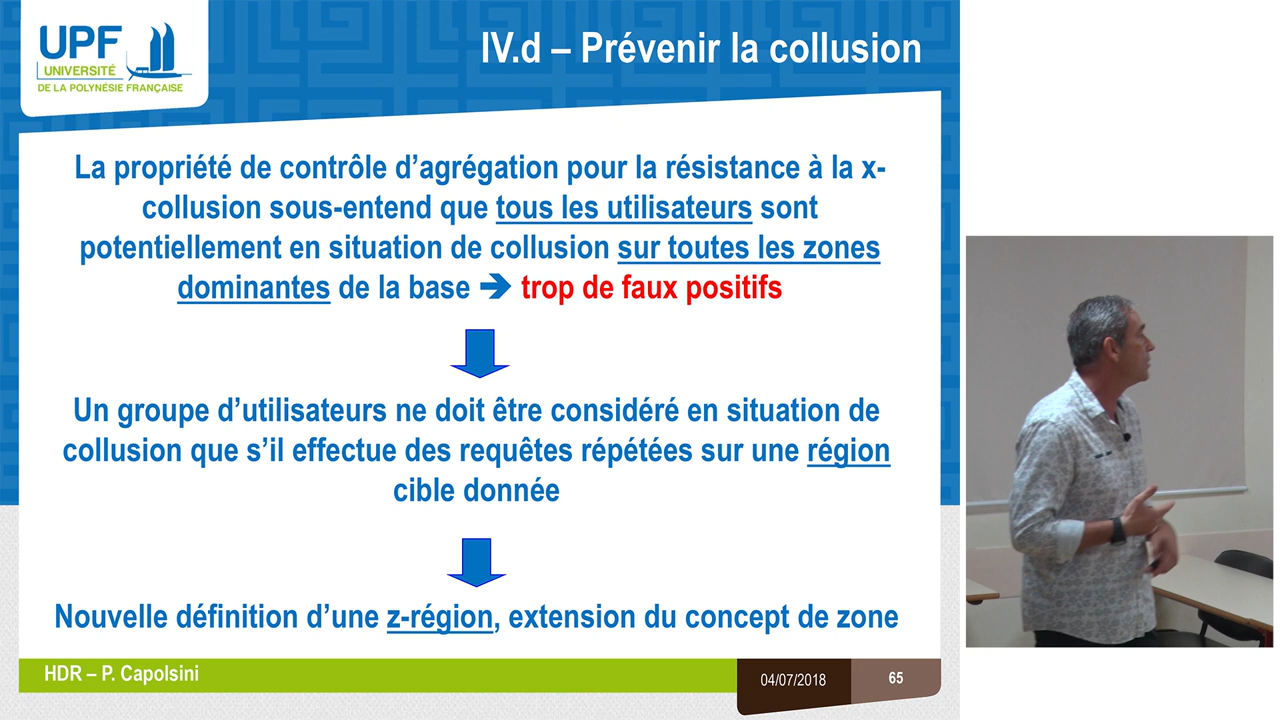 UPF
UNIVERSITÉ
DE LA POLYNÉSIE FRANÇAISE
IV.d – Prévenir la collusion
La propriété de contrôle d’agrégation pour la résistance à la x-
collusion sous-entend que tous les utilisateurs sont
potentiellement en situation de collusion sur toutes les zones
dominantes de la base ➔ trop de faux positifs
Un groupe d’utilisateurs ne doit être considéré en situation de
collusion que s’il effectue des requêtes répétées sur une région
cible donnée
Nouvelle définition d’une z-région, extension du concept de zone
HDR – P. Capolsini
04/07/2018
65